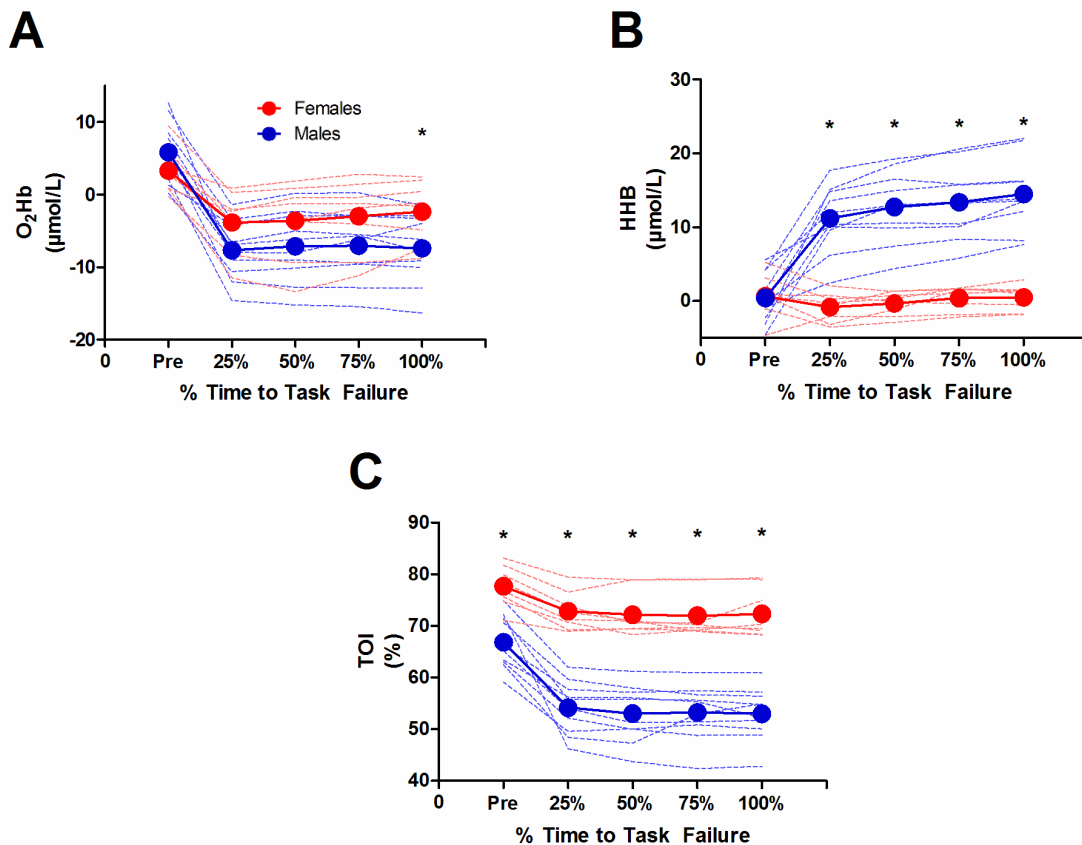 A
O₂Hb
(µmol/L)
10
0
-10
-20
Females
Males
*
0 Pre 25% 50% 75% 100%
% Time to Task Failure
B
HHB
(µmol/L)
30
20
10
0
* * * *
0 Pre 25% 50% 75% 100%
% Time to Task Failure
C
TOI
(%)
90
80
70
60
50
40
* * * * *
0 Pre 25% 50% 75% 100%
% Time to Task Failure